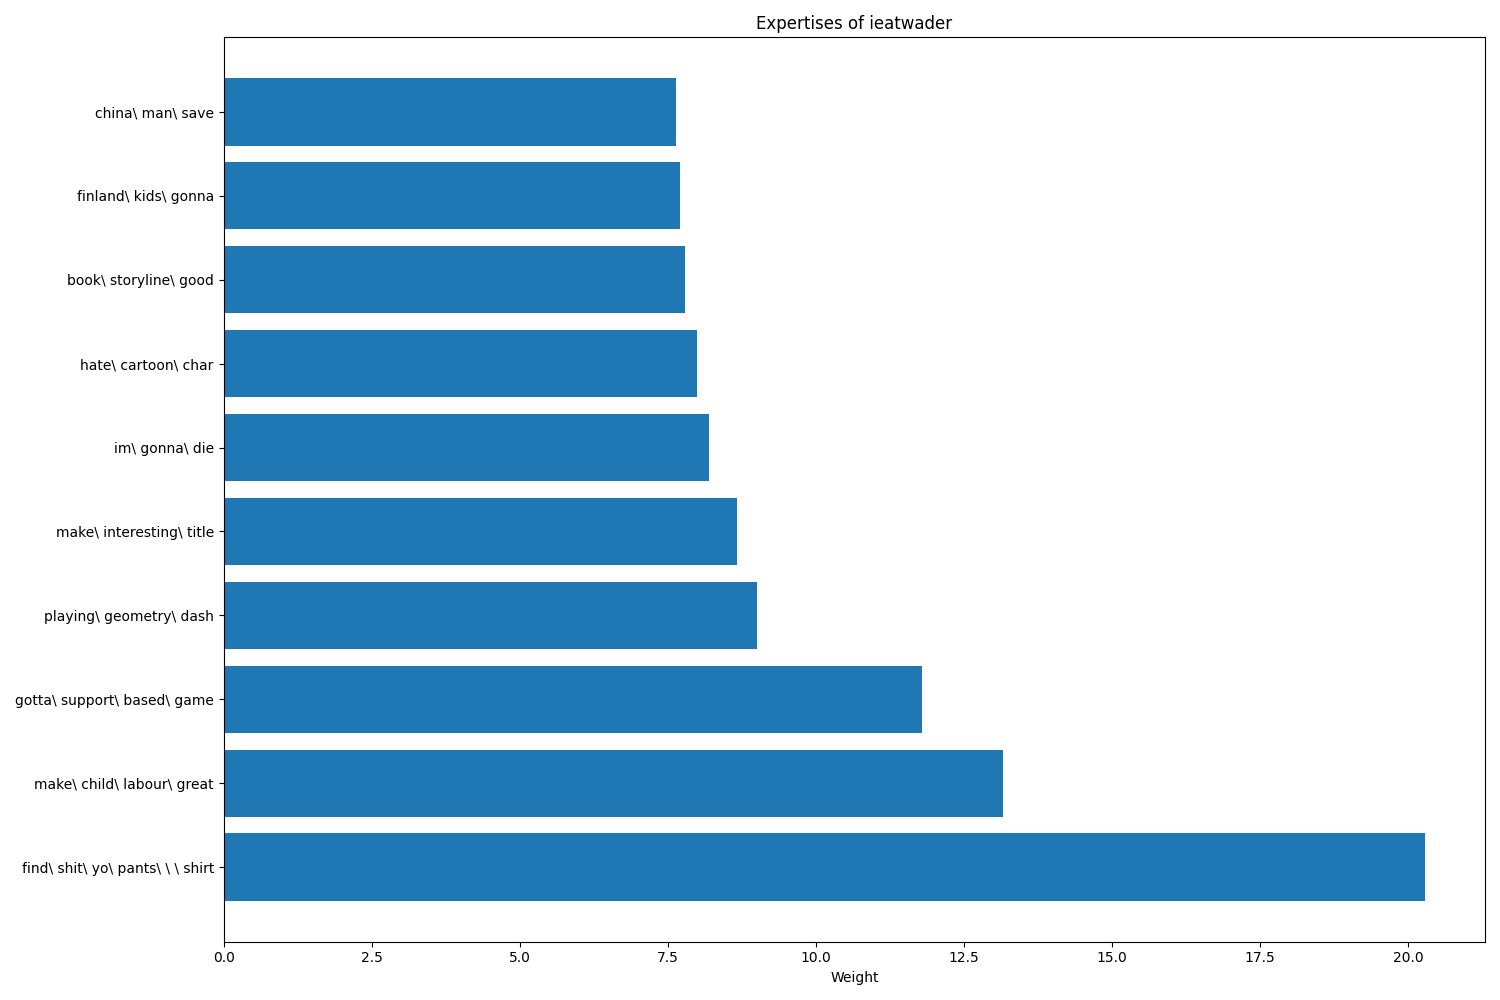 Expertises of ieatwader
china\ man\ save
finland\ kids\ gonna
book\ storyline\ good
hate\ cartoon\ char
im\ gonna\ die
make\ interesting\ title
playing\ geometry\ dash
gotta\ support\ based\ game
make\ child\ labour\ great
find\ shit\ yo\ pants\ \ \ shirt
0.0 2.5 5.0 7.5 10.0 12.5 15.0 17.5 20.0
Weight